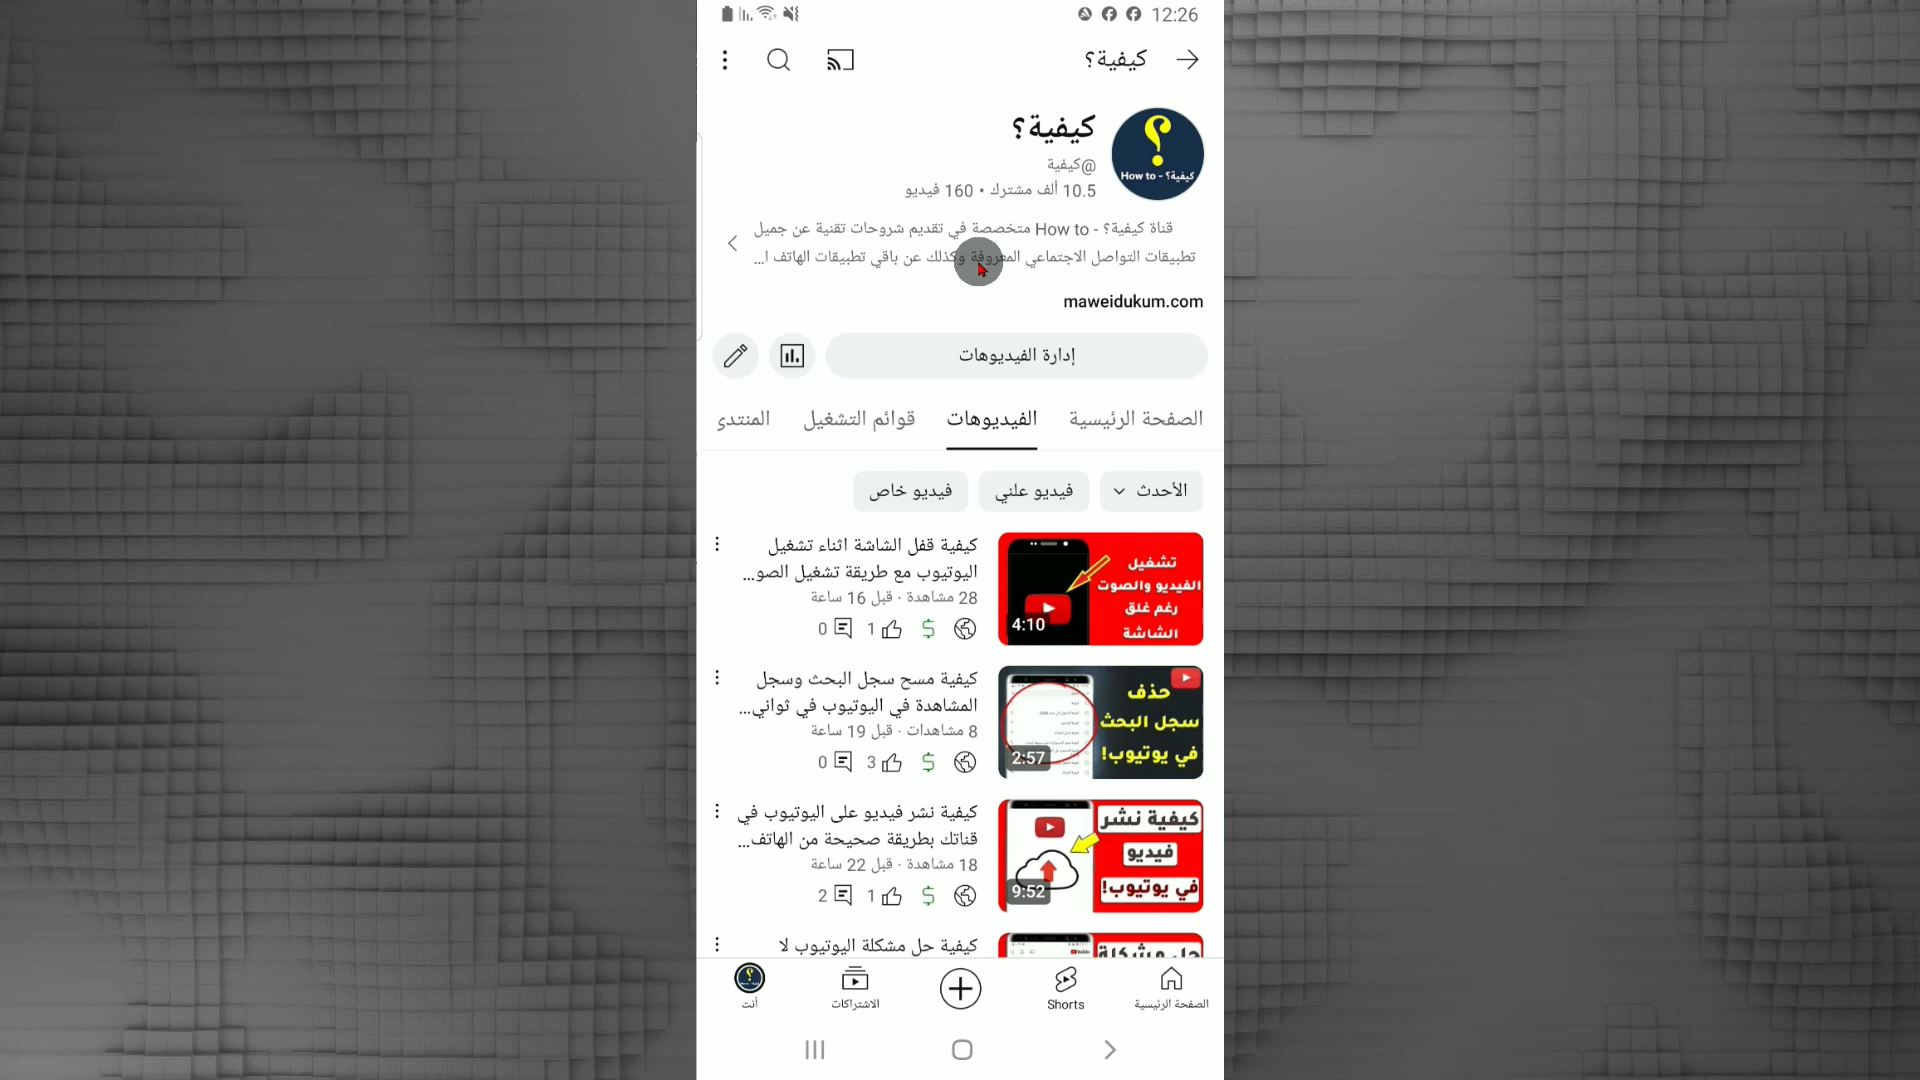 12:26
كيفية؟
كيفية؟
@كيفية
10.5 ألف مشترك • 160 فيديو
كيفية؟ - How to
قناة كيفية؟ - How to متخصصة في تقديم شروحات تقنية عن جميل
تطبيقات التواصل الاجتماعي المعروفة وكذلك عن باقي تطبيقات الهاتف ا...
maweidukum.com
إدارة الفيديوهات
الصفحة الرئيسية
الفيديوهات
قوائم التشغيل
المنتدى
الأحدث
فيديو علني
فيديو خاص
تشغيل
الفيديو والصوت
رغم غلق
الشاشة
4:10
كيفية قفل الشاشة اثناء تشغيل
اليوتيوب مع طريقة تشغيل الصو...
28 مشاهدة · قبل 16 ساعة
1
0
حذف
سجل البحث
في يوتيوب!
2:57
كيفية مسح سجل البحث وسجل
المشاهدة في اليوتيوب في ثواني...
8 مشاهدات · قبل 19 ساعة
3
0
كيفية نشر
فيديو
في يوتيوب!
9:52
كيفية نشر فيديو على اليوتيوب في
قناتك بطريقة صحيحة من الهاتف...
18 مشاهدة · قبل 22 ساعة
1
2
حل مشكلة
كيفية حل مشكلة اليوتيوب لا
الصفحة الرئيسية
Shorts
الاشتراكات
أنت